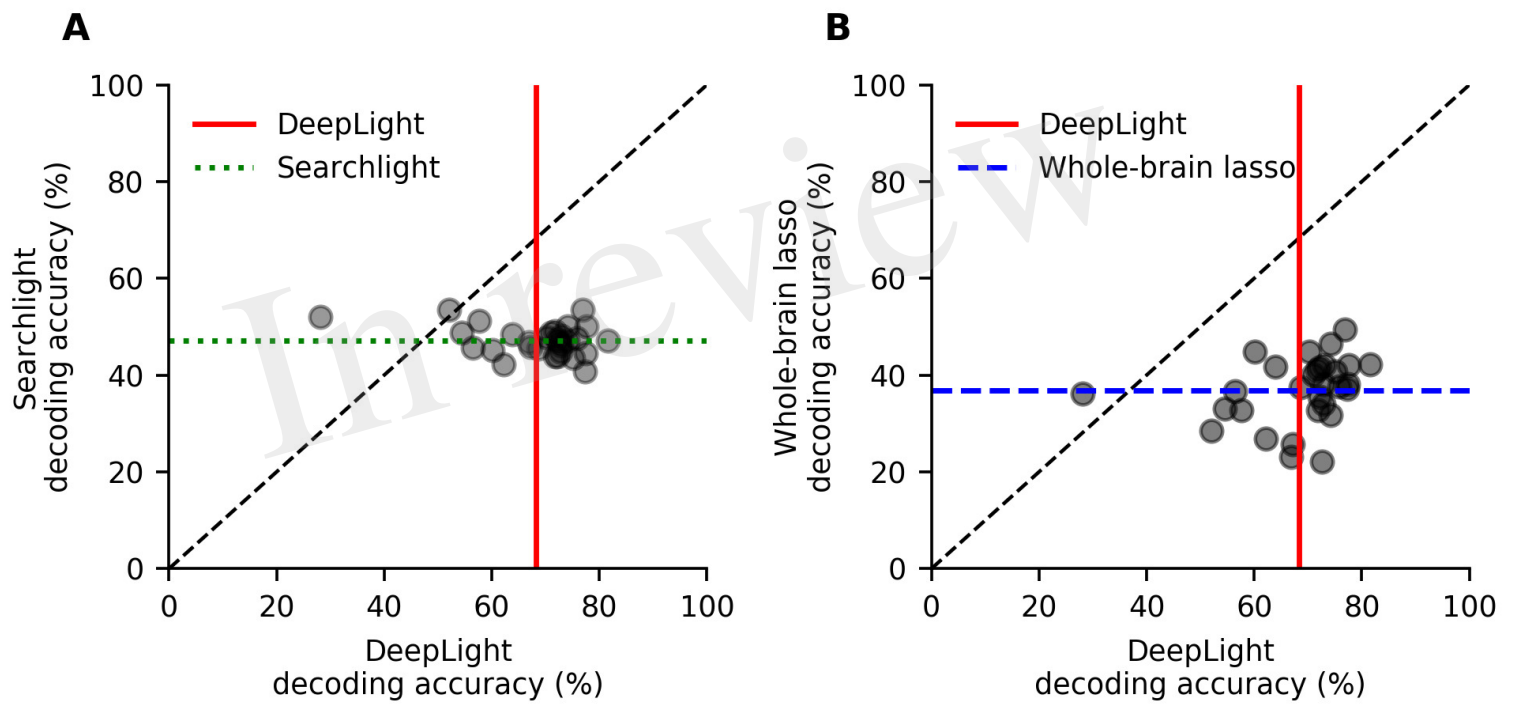 A
100
80
60
40
20
0
Searchlight
decoding accuracy (%)
DeepLight
Searchlight
0 20 40 60 80 100
DeepLight
decoding accuracy (%)
B
100
80
60
40
20
0
Whole-brain lasso
decoding accuracy (%)
DeepLight
Whole-brain lasso
0 20 40 60 80 100
DeepLight
decoding accuracy (%)
In review